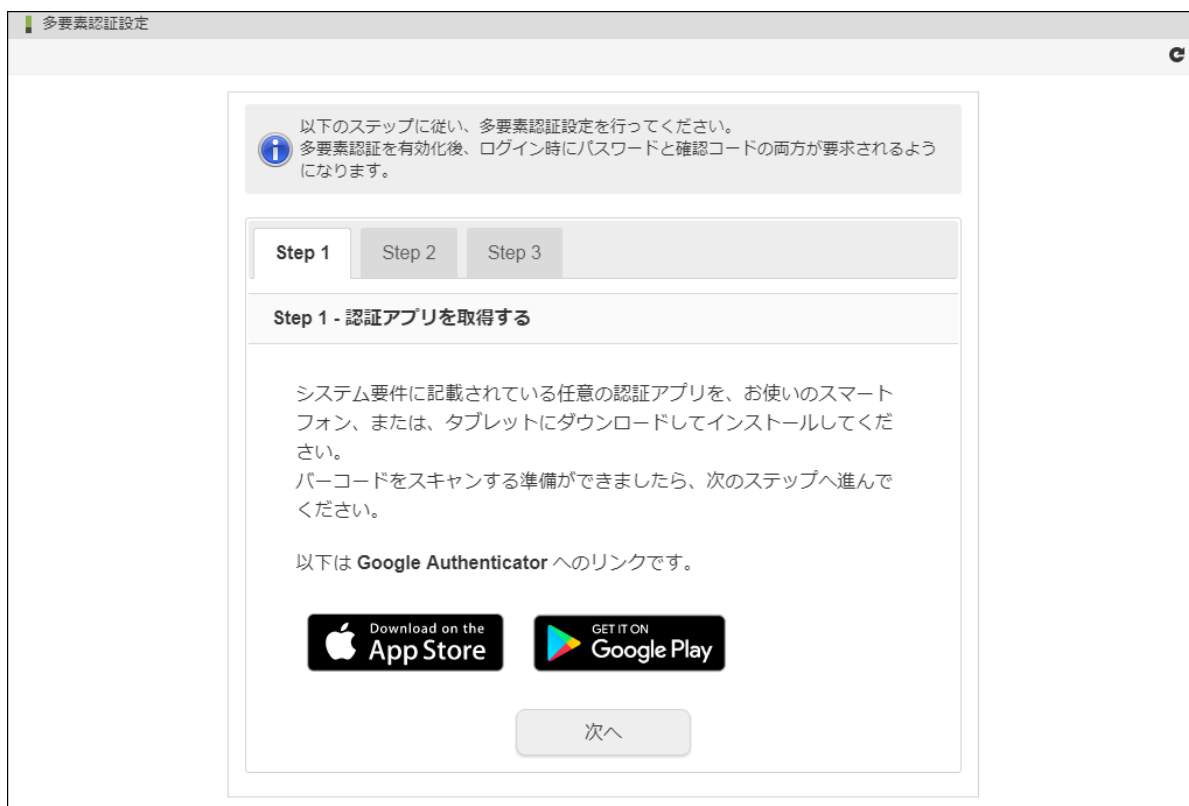 多要素認証設定
以下のステップに従い、多要素認証設定を行ってください。
多要素認証を有効化後、ログイン時にパスワードと確認コードの両方が要求されるよう
になります。
Step 1 Step 2 Step 3
Step 1 - 認証アプリを取得する
システム要件に記載されている任意の認証アプリを、お使いのスマート
フォン、または、タブレットにダウンロードしてインストールしてくだ
さい。
バーコードをスキャンする準備ができましたら、次のステップへ進んで
ください。
以下は Google Authenticator へのリンクです。
Download on the
App Store
GET IT ON
Google Play
次へ